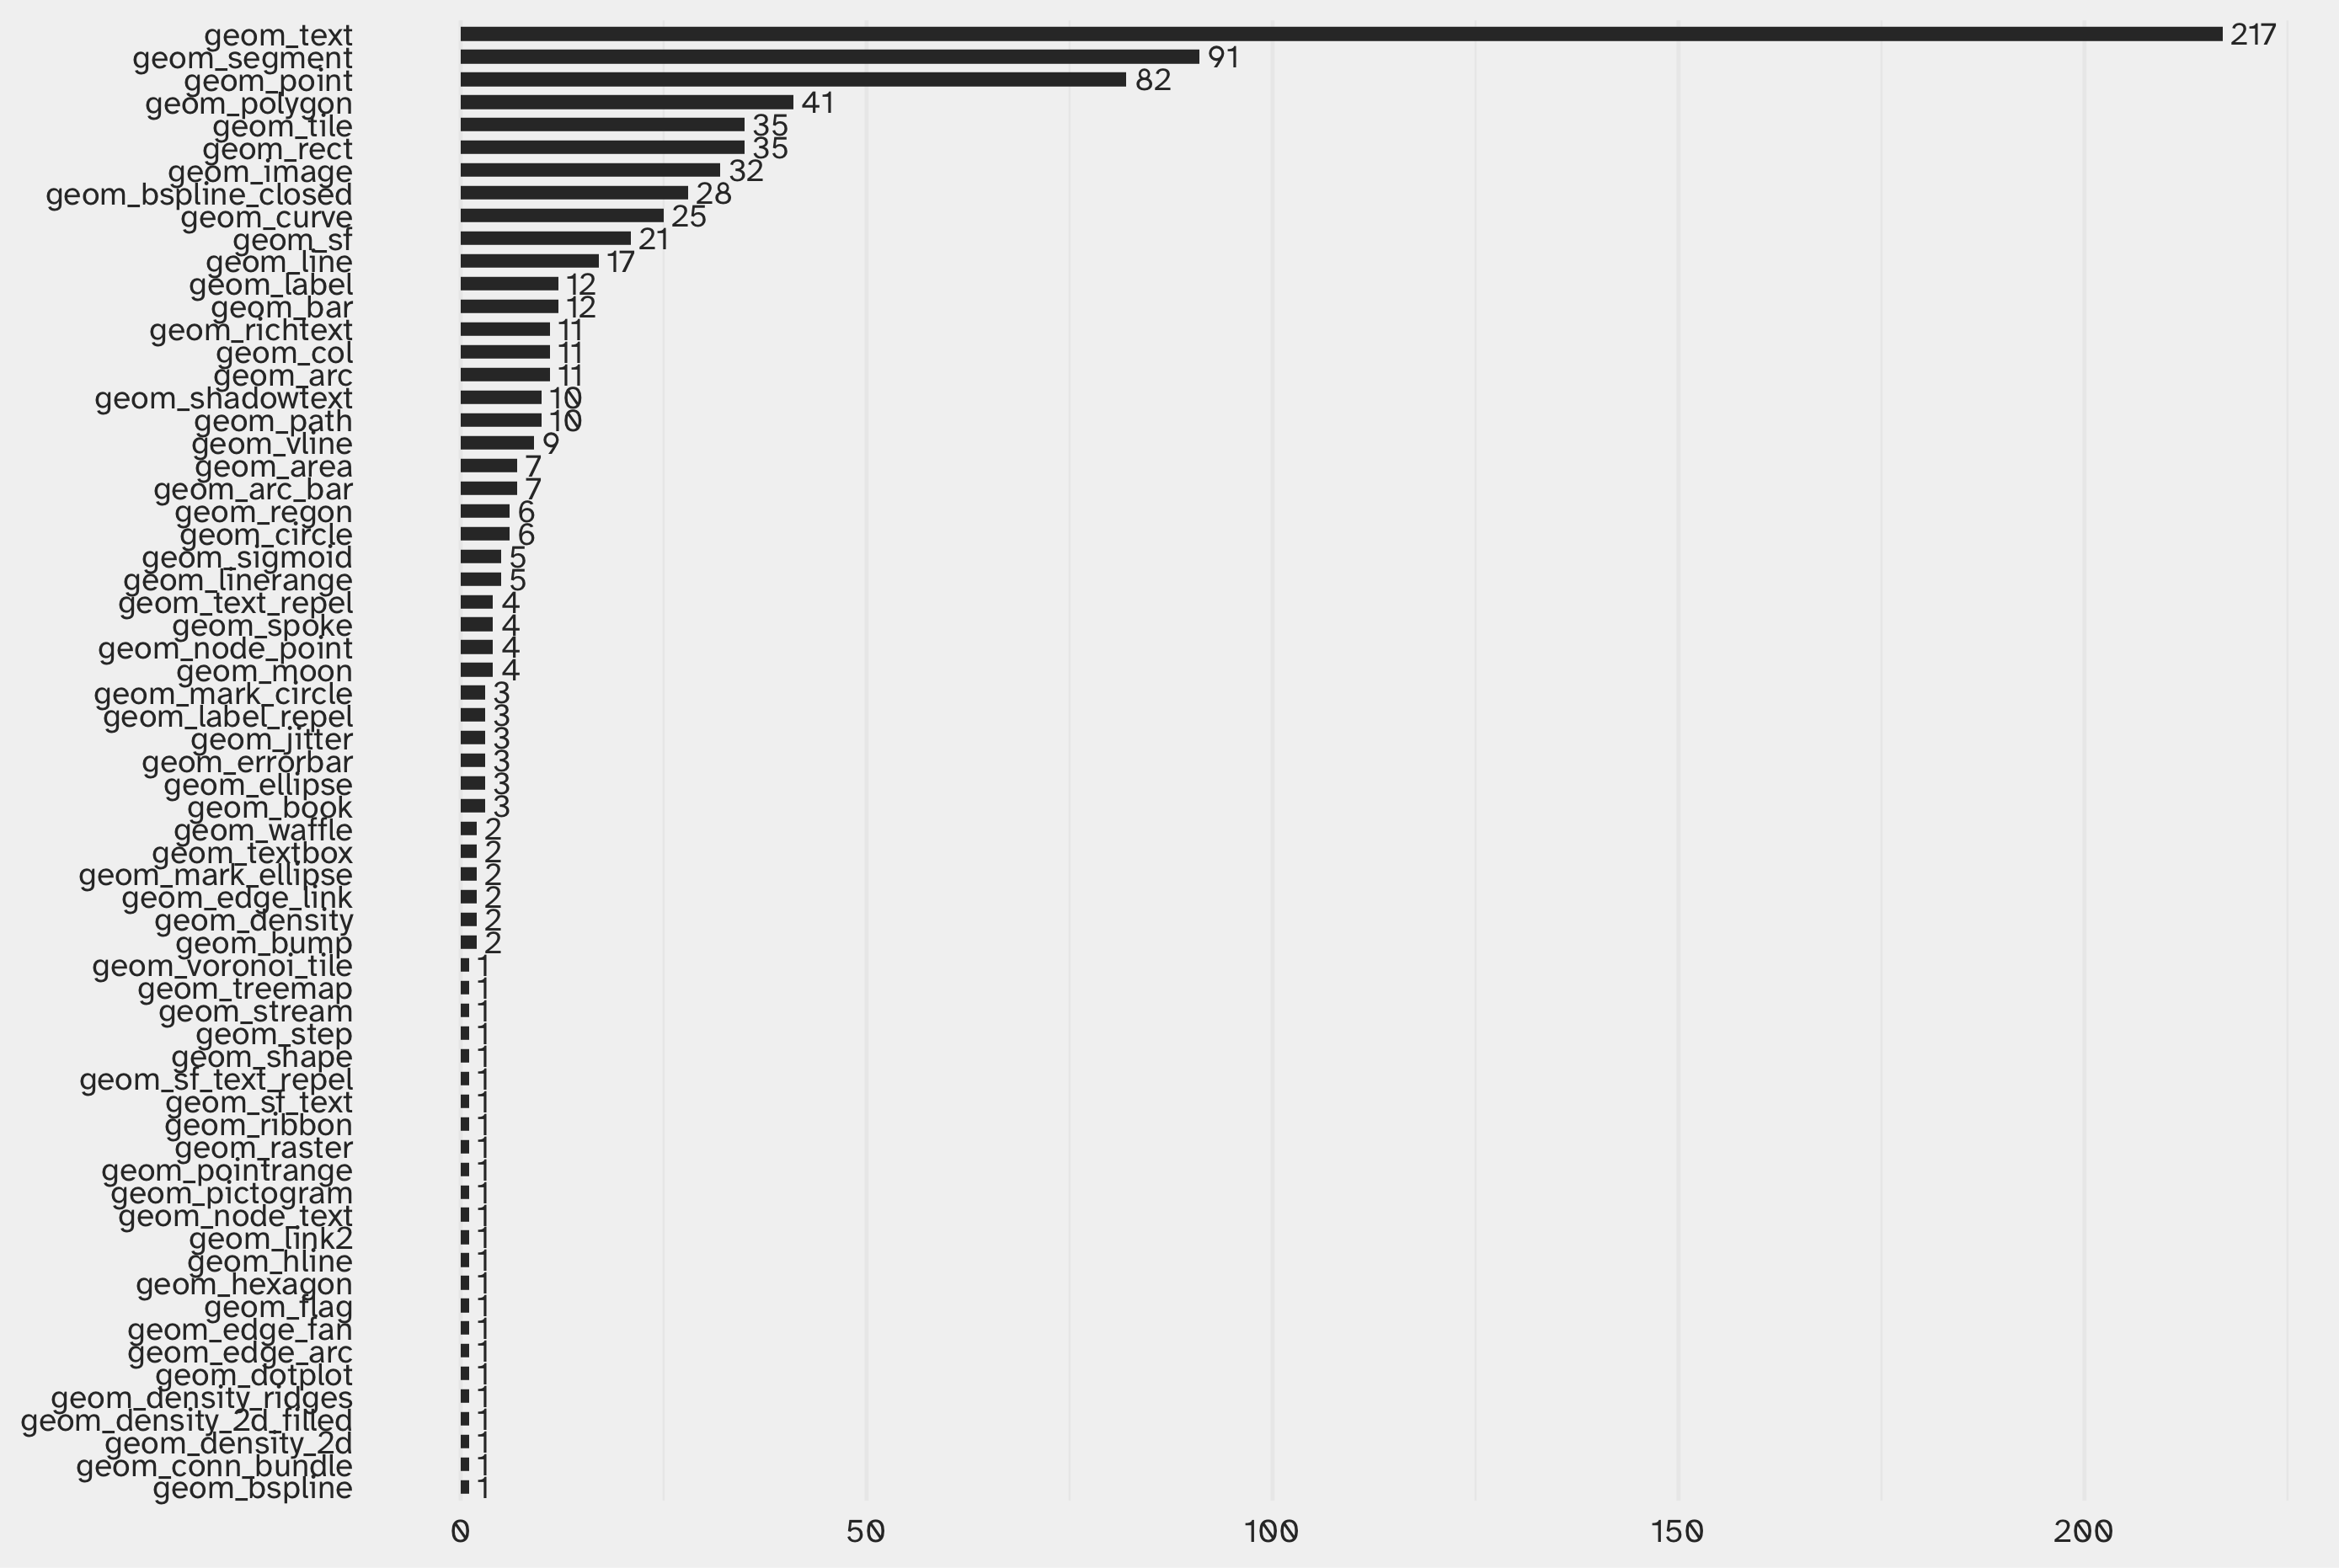 geom_text 217
geom_segment 91
geom_point 82
geom_polygon 41
geom_tile 35
geom_rect 35
geom_image 32
geom_bspline_closed 28
geom_curve 25
geom_sf 21
geom_line 17
geom_label 12
geom_bar 12
geom_richtext 11
geom_col 11
geom_arc 11
geom_shadowtext 10
geom_path 10
geom_vline 9
geom_area 7
geom_arc_bar 7
geom_regon 6
geom_circle 6
geom_sigmoid 5
geom_linerange 5
geom_text_repel 4
geom_spoke 4
geom_node_point 4
geom_moon 4
geom_mark_circle 3
geom_label_repel 3
geom_jitter 3
geom_errorbar 3
geom_ellipse 3
geom_book 3
geom_waffle 2
geom_textbox 2
geom_mark_ellipse 2
geom_edge_link 2
geom_density 2
geom_bump 2
geom_voronoi_tile 1
geom_treemap 1
geom_stream 1
geom_step 1
geom_shape 1
geom_sf_text_repel 1
geom_sf_text 1
geom_ribbon 1
geom_raster 1
geom_pointrange 1
geom_pictogram 1
geom_node_text 1
geom_link2 1
geom_hline 1
geom_hexagon 1
geom_flag 1
geom_edge_fan 1
geom_edge_arc 1
geom_dotplot 1
geom_density_ridges 1
geom_density_2d_filled 1
geom_density_2d 1
geom_conn_bundle 1
geom_bspline 1
0 50 100 150 200